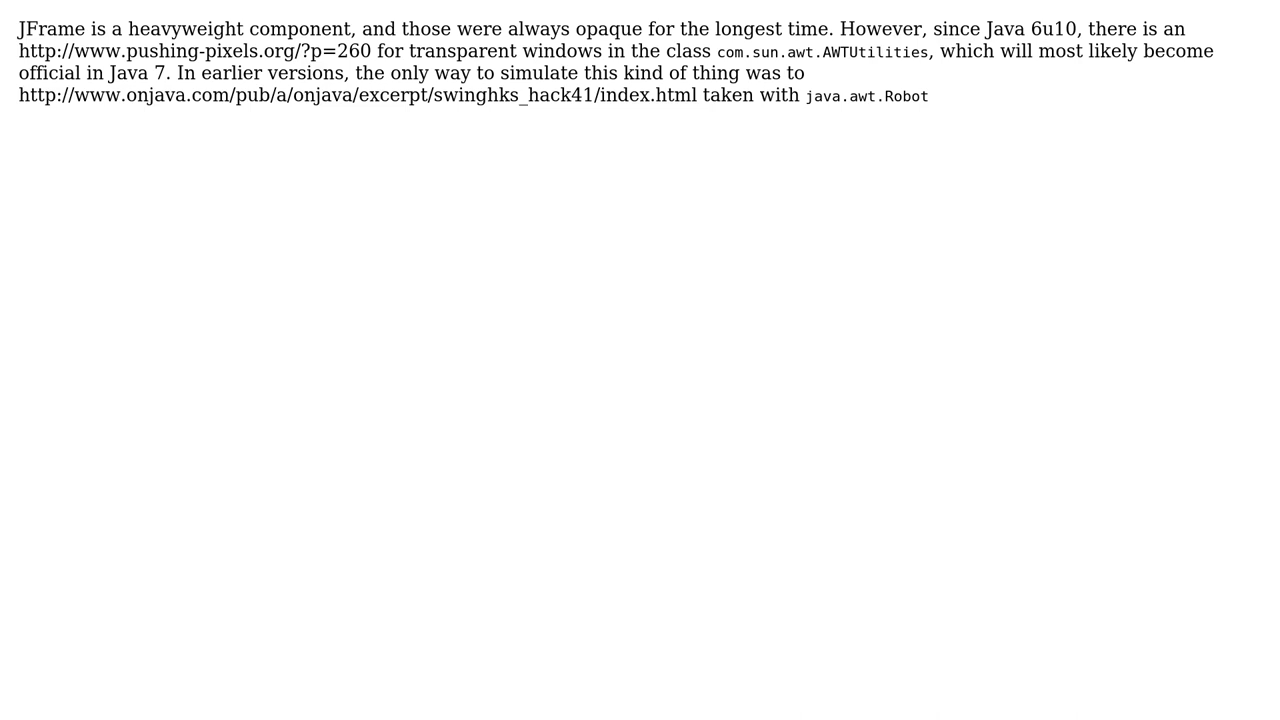 JFrame is a heavyweight component, and those were always opaque for the longest time. However, since Java 6u10, there is an
http://www.pushing-pixels.org/?p=260 for transparent windows in the class com.sun.awt.AWTUtilities, which will most likely become
official in Java 7. In earlier versions, the only way to simulate this kind of thing was to
http://www.onjava.com/pub/a/onjava/excerpt/swinghks_hack41/index.html taken with java.awt.Robot